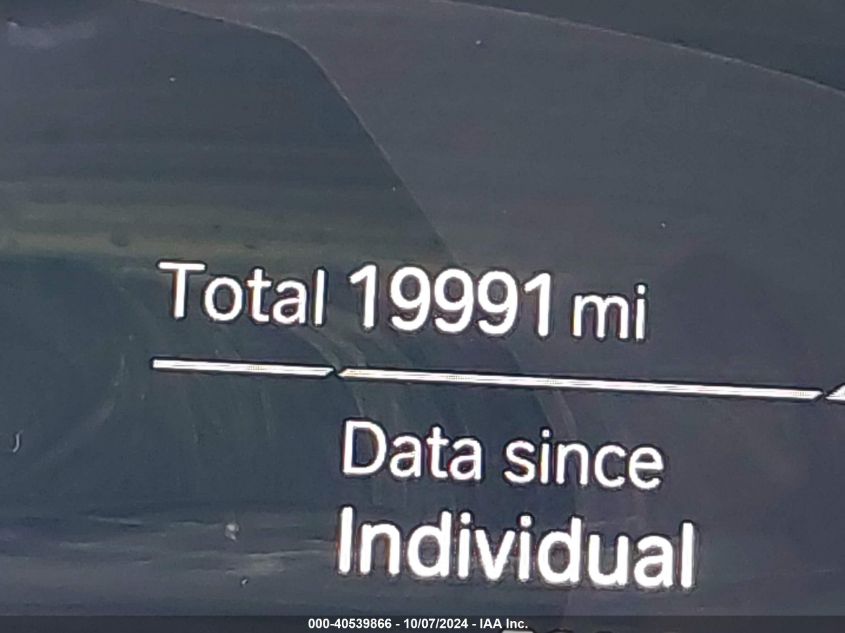 Total 19991 mi
Data since
Individual
000-40539866 - 10/07/2024 - IAA Inc.